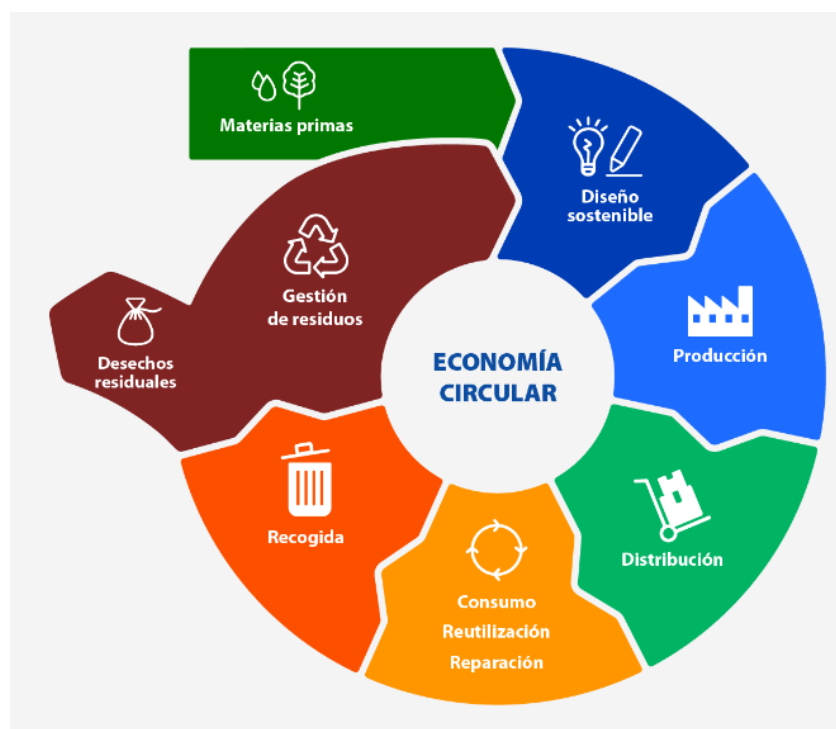 Materias primas
Diseño
sostenible
Producción
Distribución
Consumo
Reutilización
Reparación
Recogida
Gestión
de residuos
Desechos
residuales
ECONOMÍA
CIRCULAR